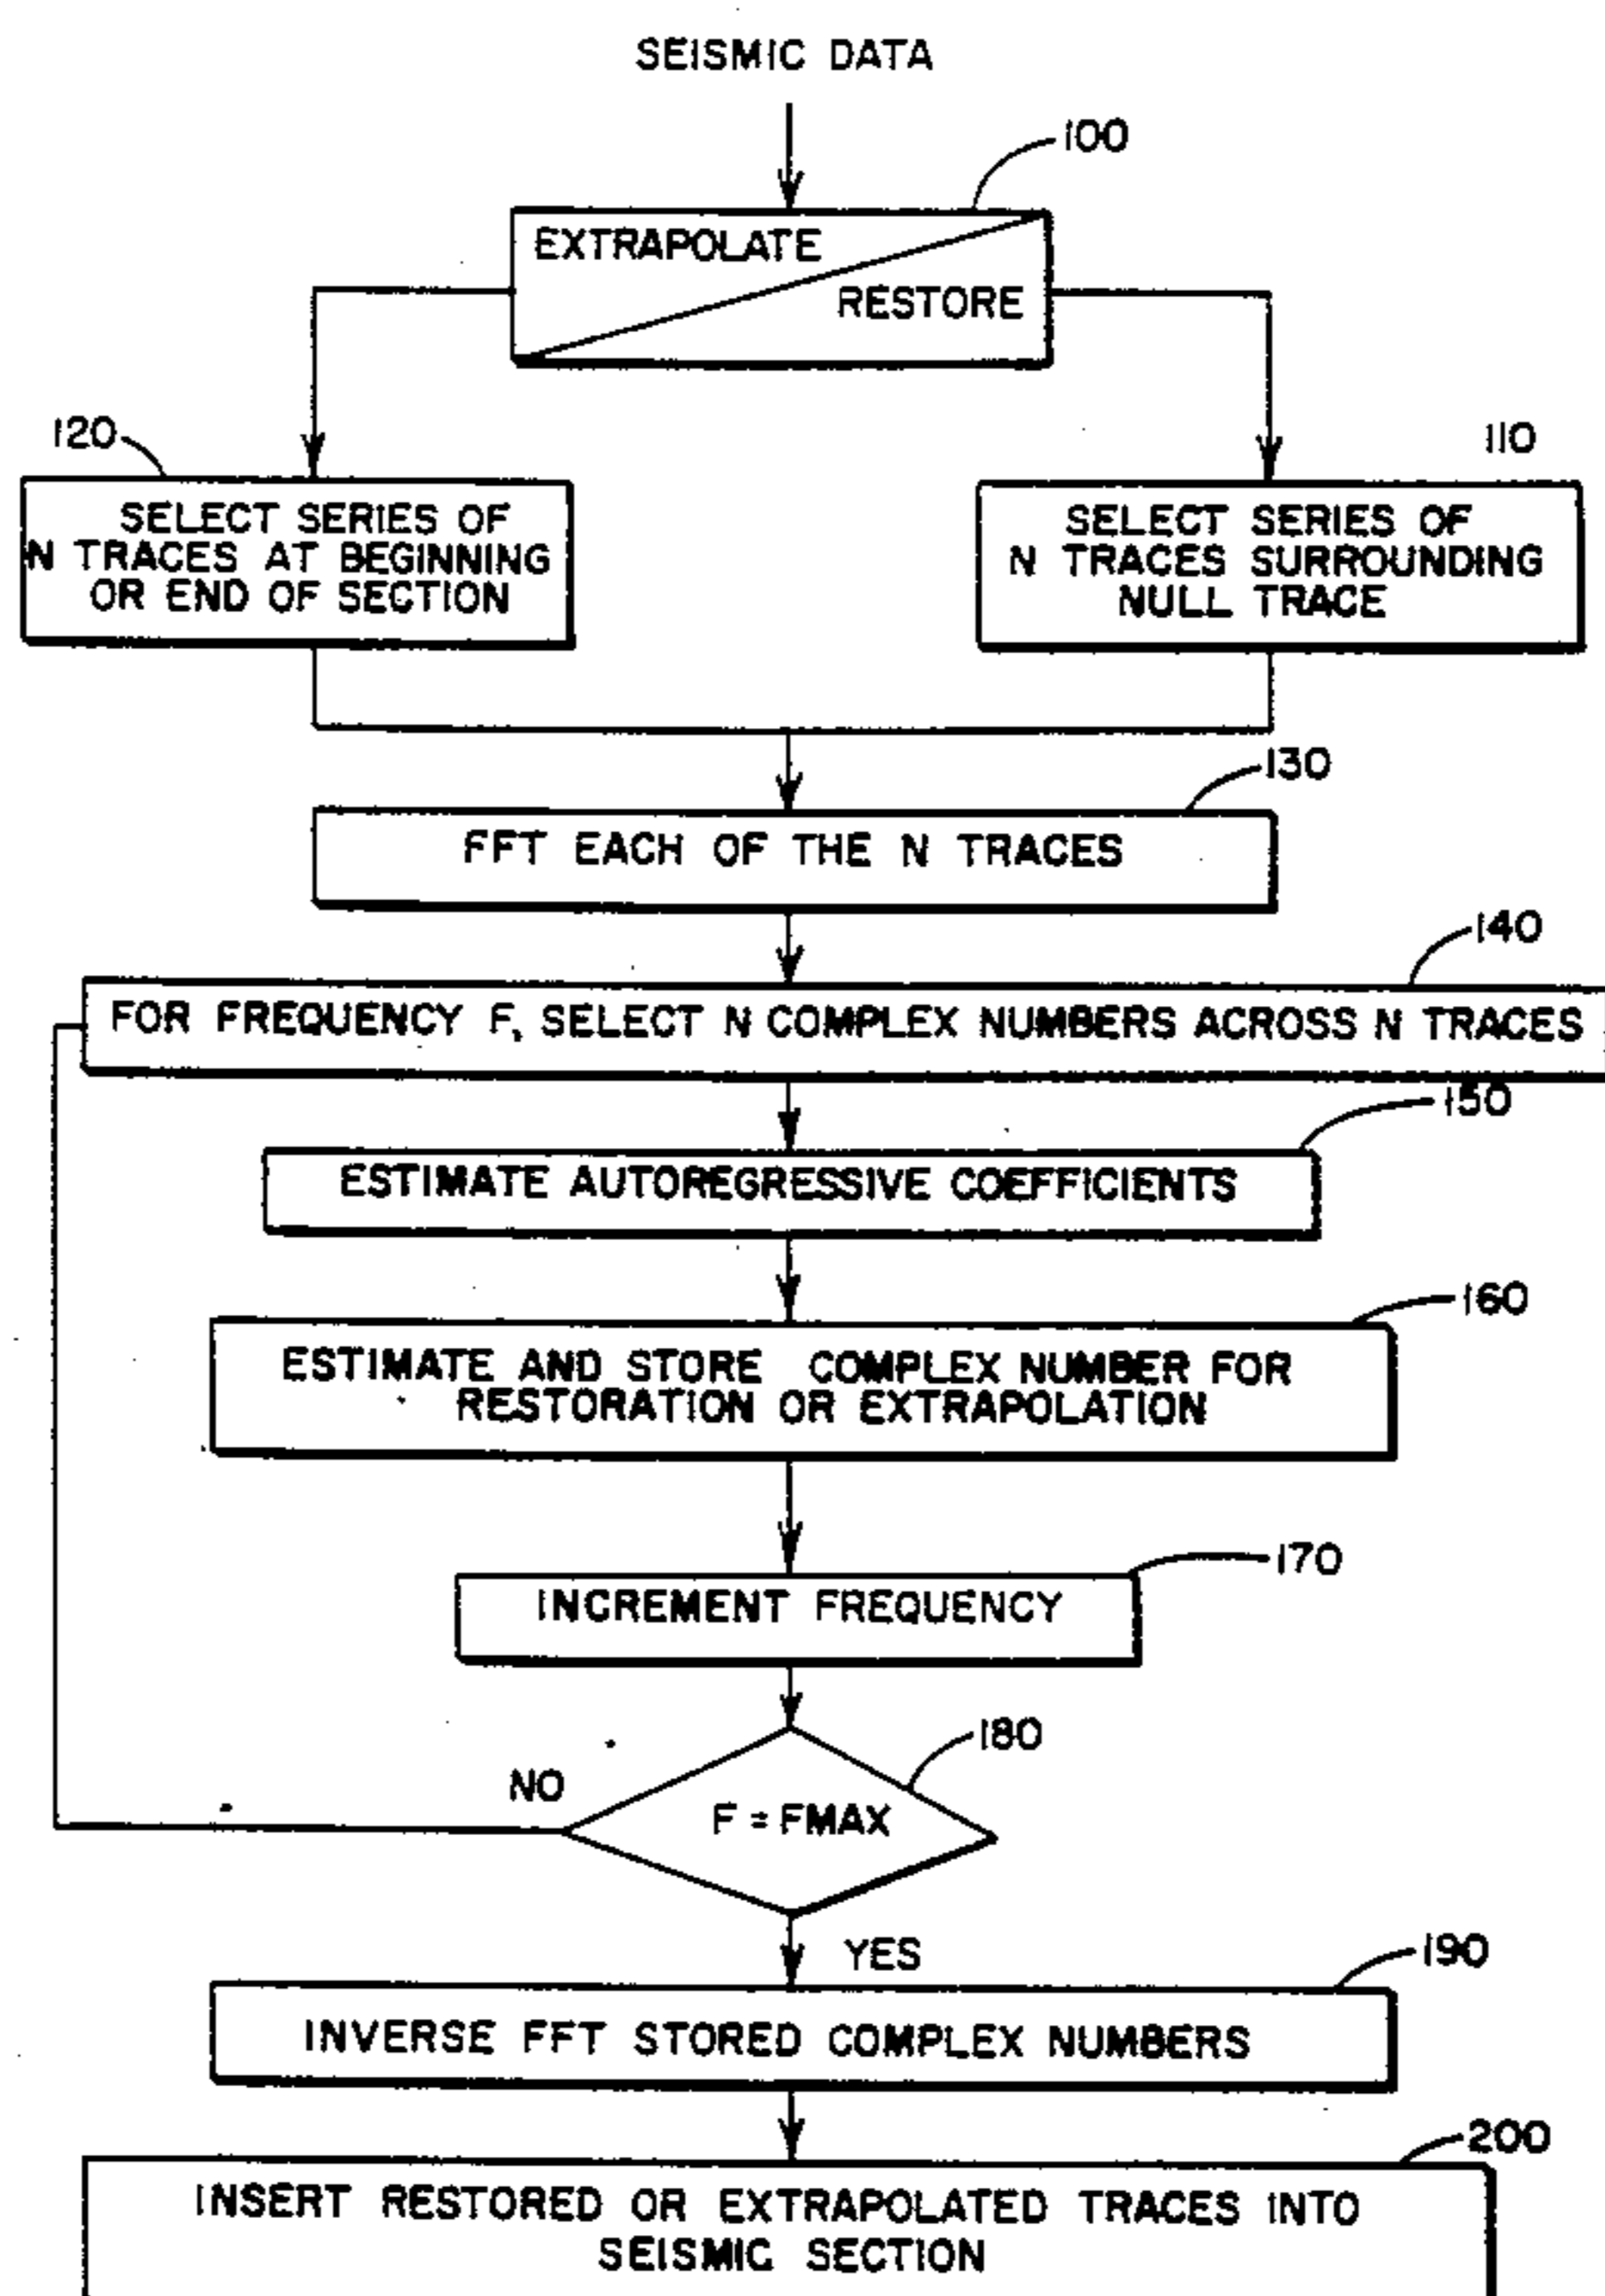 SEISMIC DATA
100
EXTRAPOLATE
RESTORE
120
110
SELECT SERIES OF
N TRACES AT BEGINNING
OR END OF SECTION
SELECT SERIES OF
N TRACES SURROUNDING
NULL TRACE
130
FFT EACH OF THE N TRACES
140
FOR FREQUENCY F, SELECT N COMPLEX NUMBERS ACROSS N TRACES
150
ESTIMATE AUTOREGRESSIVE COEFFICIENTS
160
ESTIMATE AND STORE COMPLEX NUMBER FOR
RESTORATION OR EXTRAPOLATION
170
INCREMENT FREQUENCY
180
NO
F = FMAX
YES
190
INVERSE FFT STORED COMPLEX NUMBERS
200
INSERT RESTORED OR EXTRAPOLATED TRACES INTO
SEISMIC SECTION